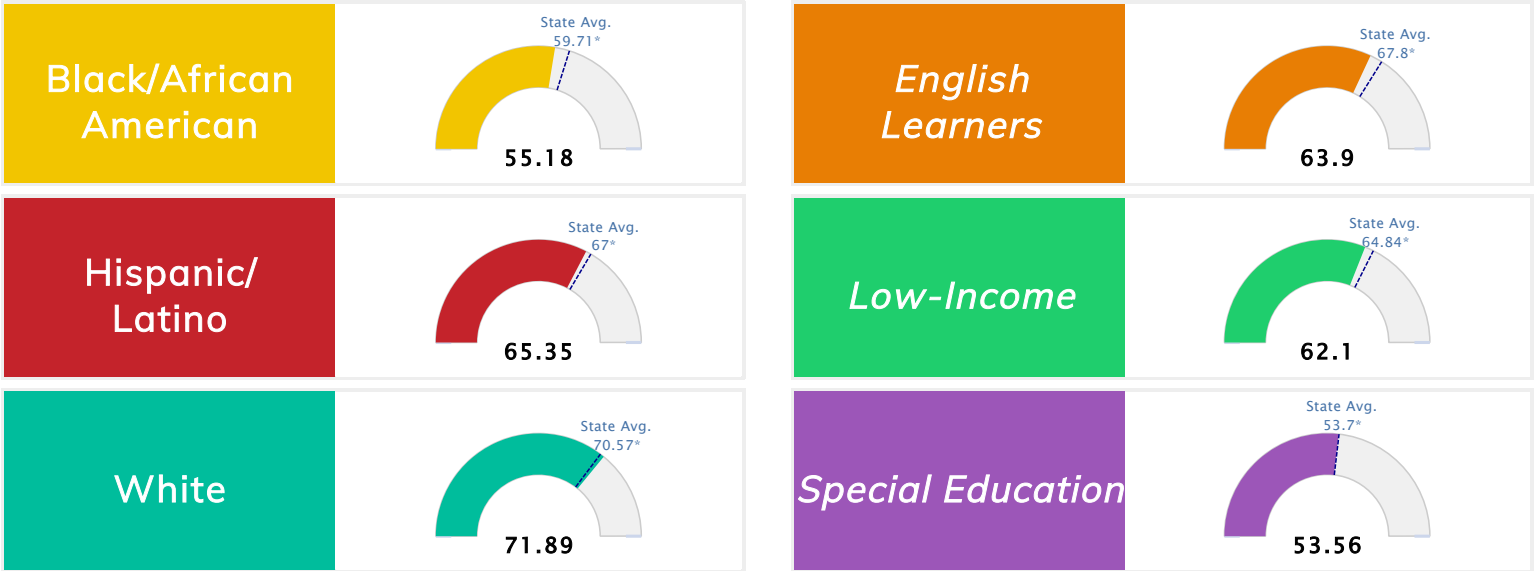 Black/African
American
State Avg.
59.71*
55.18
English
Learners
State Avg.
67.8*
63.9
Hispanic/
Latino
State Avg.
67*
65.35
Low-Income
State Avg.
64.84*
62.1
White
State Avg.
70.57*
71.89
Special Education
State Avg.
53.7*
53.56